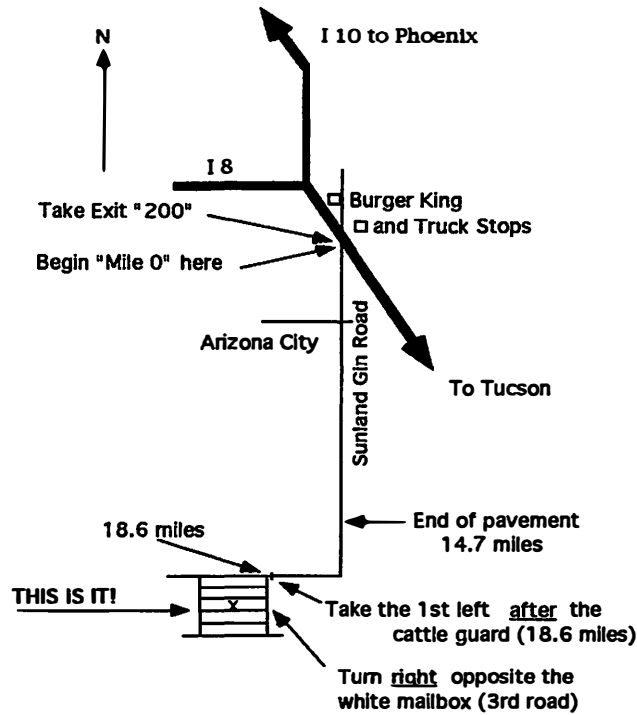 N
I 10 to Phoenix
I 8
Burger King
Take Exit "200"
and Truck Stops
Begin "Mile 0" here
Arizona City
Sunland Gin Road
To Tucson
End of pavement
14.7 miles
18.6 miles
THIS IS IT!
X
Take the 1st left after the
cattle guard (18.6 miles)
Turn right opposite the
white mailbox (3rd road)